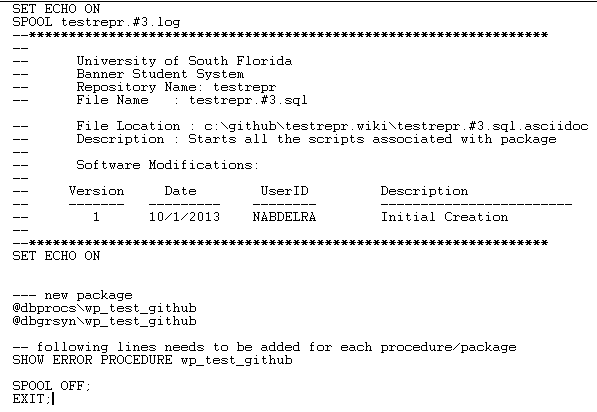 SET ECHO ON
SPOOL testrepr.#3.log
--*****************************************************************
--
--      University of South Florida
--      Banner Student System
--      Repository Name: testrepr
--      File Name   : testrepr.#3.sql

--      File Location : c:\github\testrepr.wiki\testrepr.#3.sql.asciidoc
--      Description : Starts all the scripts associated with package
--
--      Software Modifications:
--
--     Version     Date        UserID         Description
--     -------   ---------    --------        ------------------------
--        1      10/1/2013    NABDELRA        Initial Creation
--
--*****************************************************************
SET ECHO ON

--- new package
@dbprocs\wp_test_github
@dbgrsyn\wp_test_github

-- following lines needs to be added for each procedure/package
SHOW ERROR PROCEDURE wp_test_github

SPOOL OFF;
EXIT;